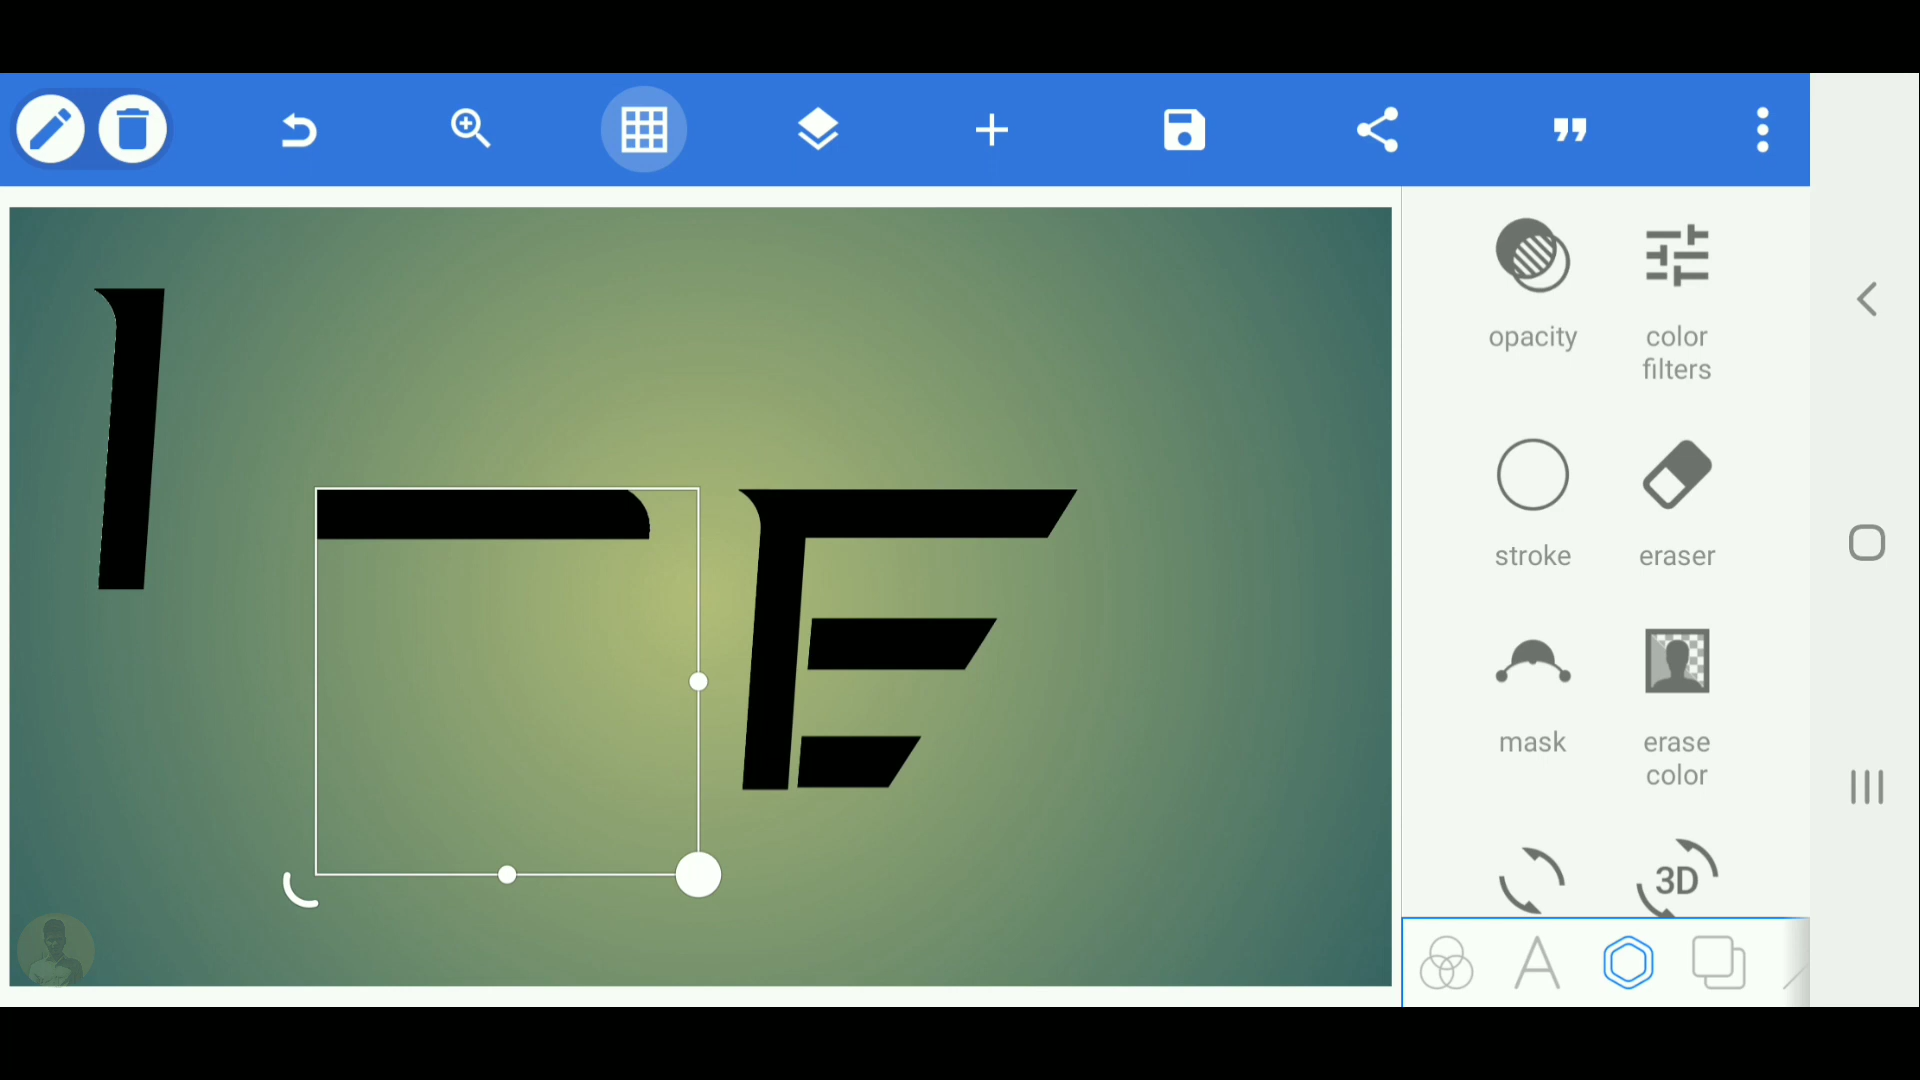 opacity
color
filters
stroke
eraser
mask
erase
color
3D